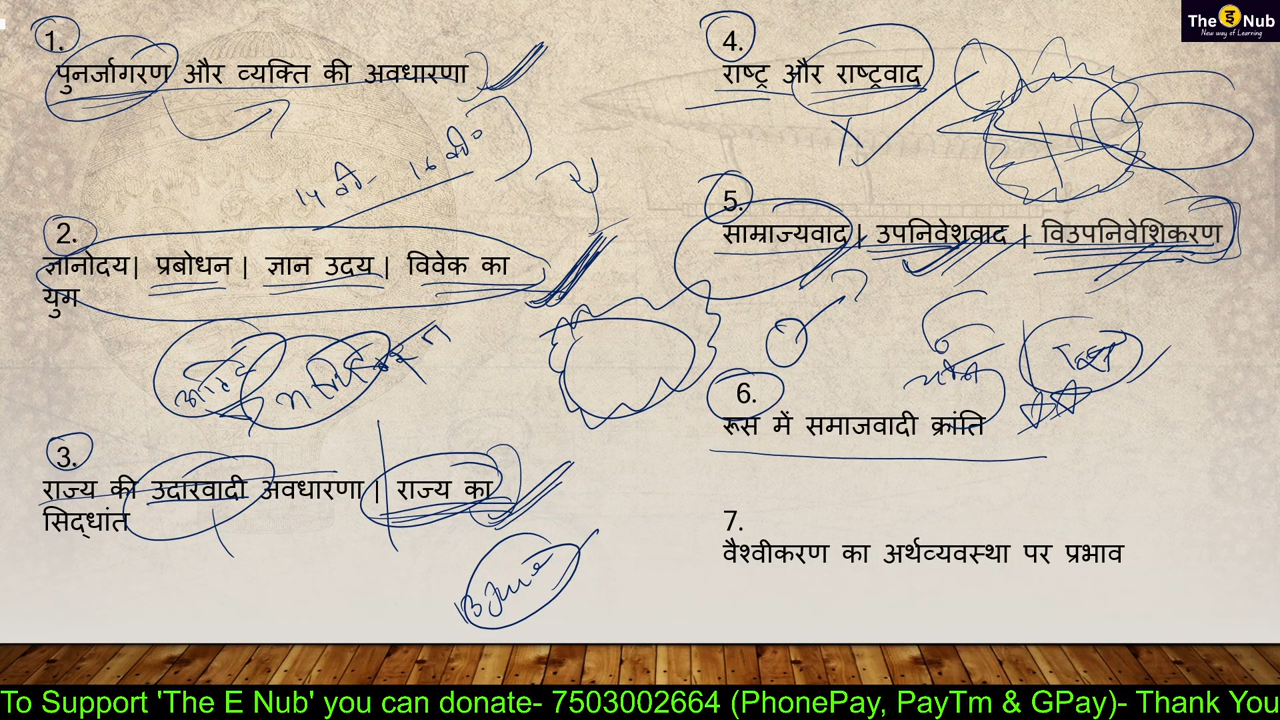 1.
पुनर्जागरण और व्यक्ति की अवधारणा
14 वी - 16 वी०
2.
ज्ञानोदय| प्रबोधन | ज्ञान उदय | विवेक का
युग
3.
राज्य की उदारवादी अवधारणा | राज्य का
सिद्धांत
4.
राष्ट्र और राष्ट्रवाद
5.
साम्राज्यवाद | उपनिवेशवाद | विउपनिवेशिकरण
6.
रूस में समाजवादी क्रांति
7.
वैश्वीकरण का अर्थव्यवस्था पर प्रभाव
The इ Nub
New way of Learning
To Support 'The E Nub' you can donate- 7503002664 (PhonePay, PayTm & GPay)- Thank You